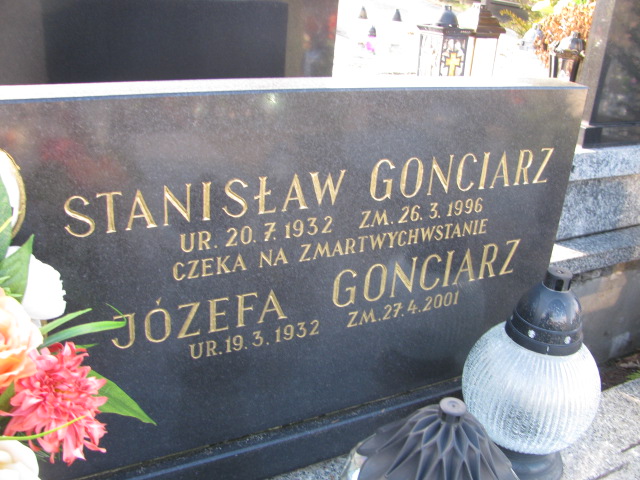 STANISŁAW GONCIARZ
UR. 20. 7. 1932 ZM. 26. 3. 1996
CZEKA NA ZMARTWYCHWSTANIE
JÓZEFA GONCIARZ
UR. 19. 3. 1932 ZM. 27. 4. 2001